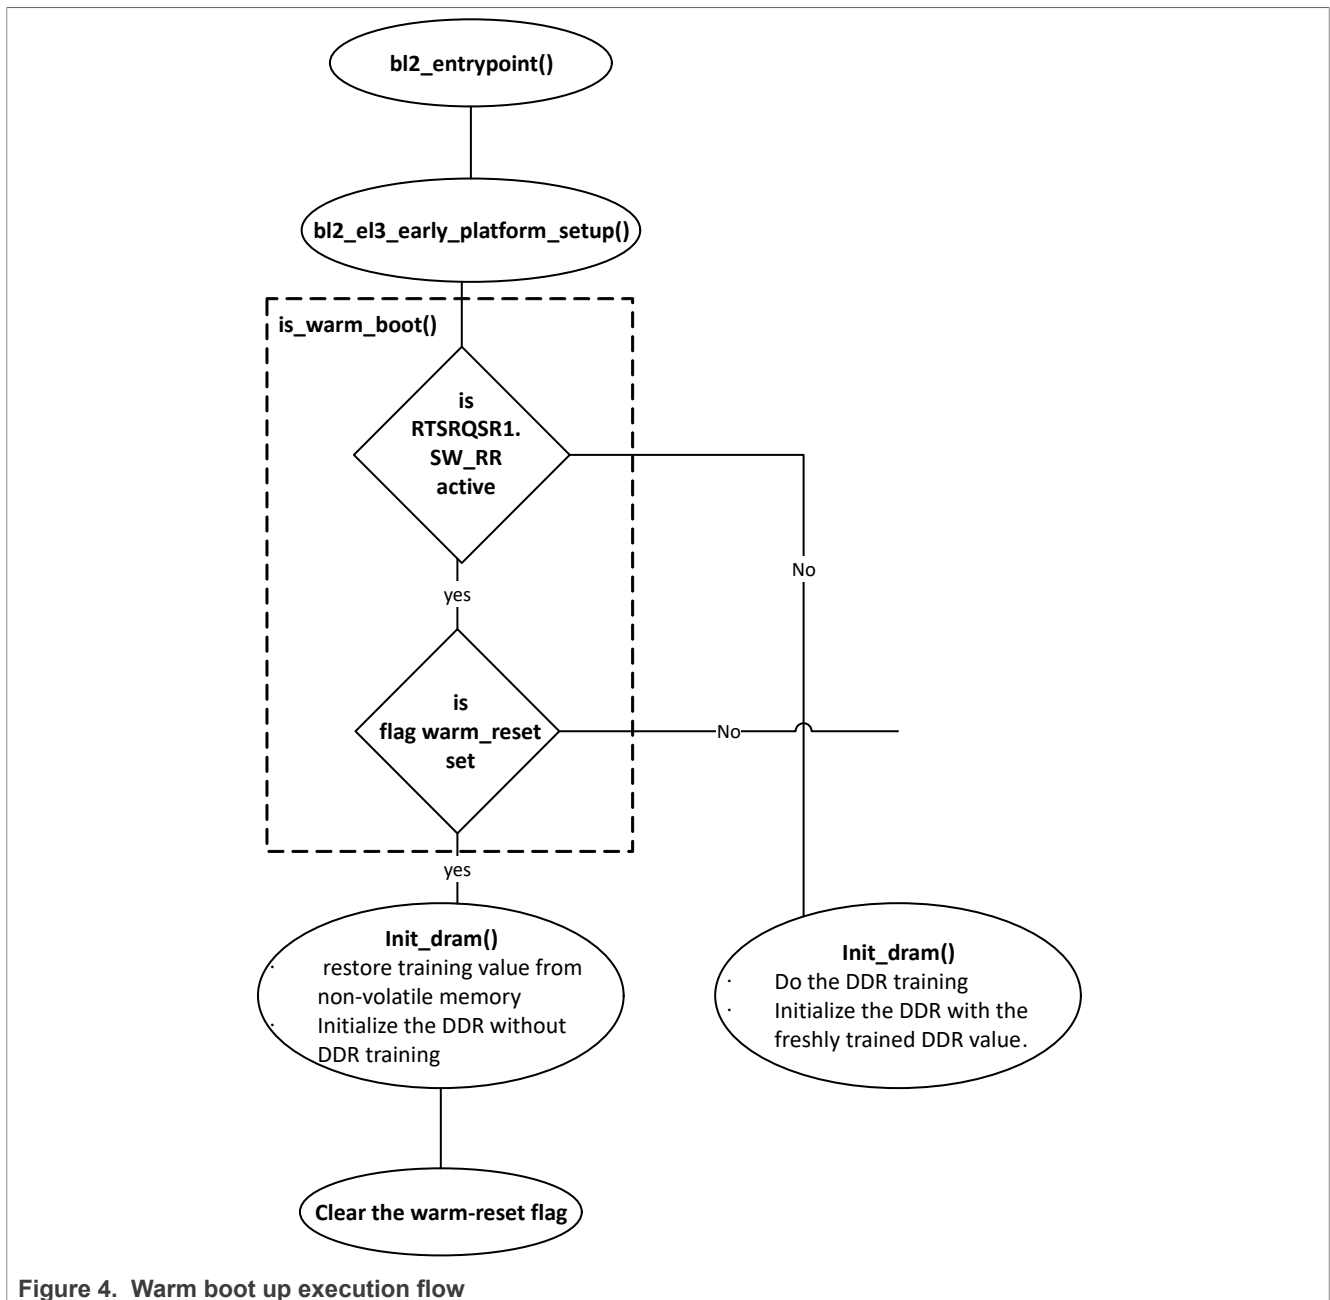 bl2_entrypoint()
bl2_el3_early_platform_setup()
is_warm_boot()
is
RTSRQSR1.
SW_RR
active
No
yes
is
flag warm_reset
set
No
yes
Init_dram()
· restore training value from
non-volatile memory
· Initialize the DDR without
DDR training
Init_dram()
· Do the DDR training
· Initialize the DDR with the
freshly trained DDR value.
Clear the warm-reset flag
Figure 4. Warm boot up execution flow